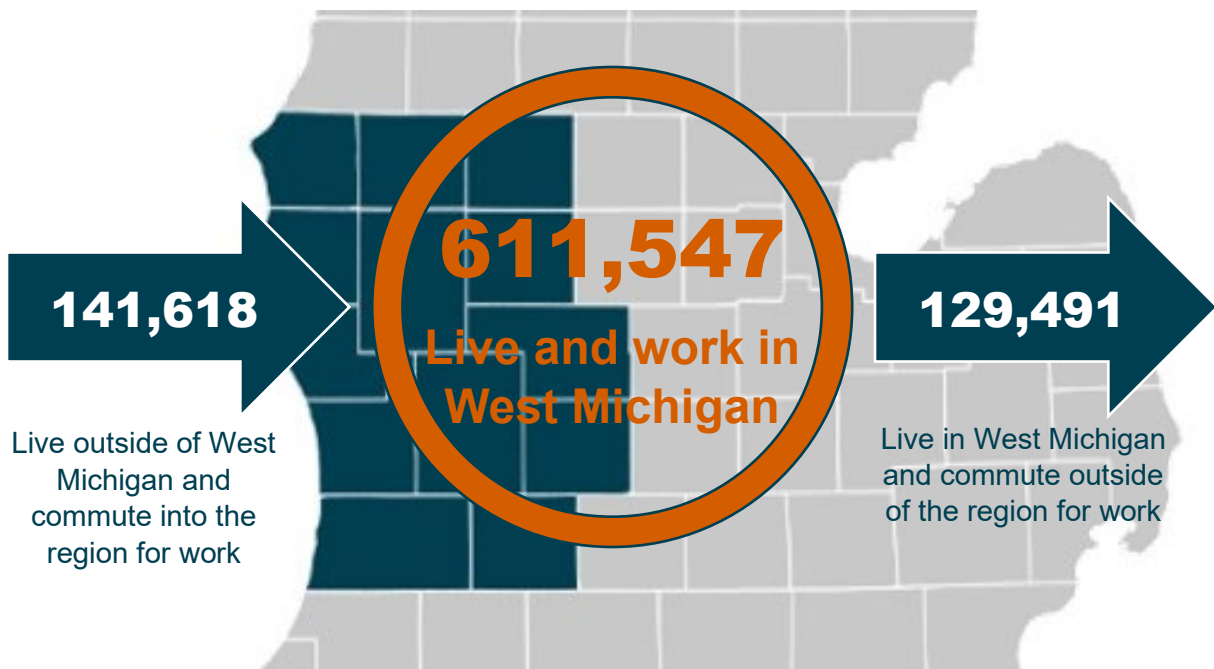 141,618
Live outside of West
Michigan and
commute into the
region for work
611,547
Live and work in
West Michigan
129,491
Live in West Michigan
and commute outside
of the region for work